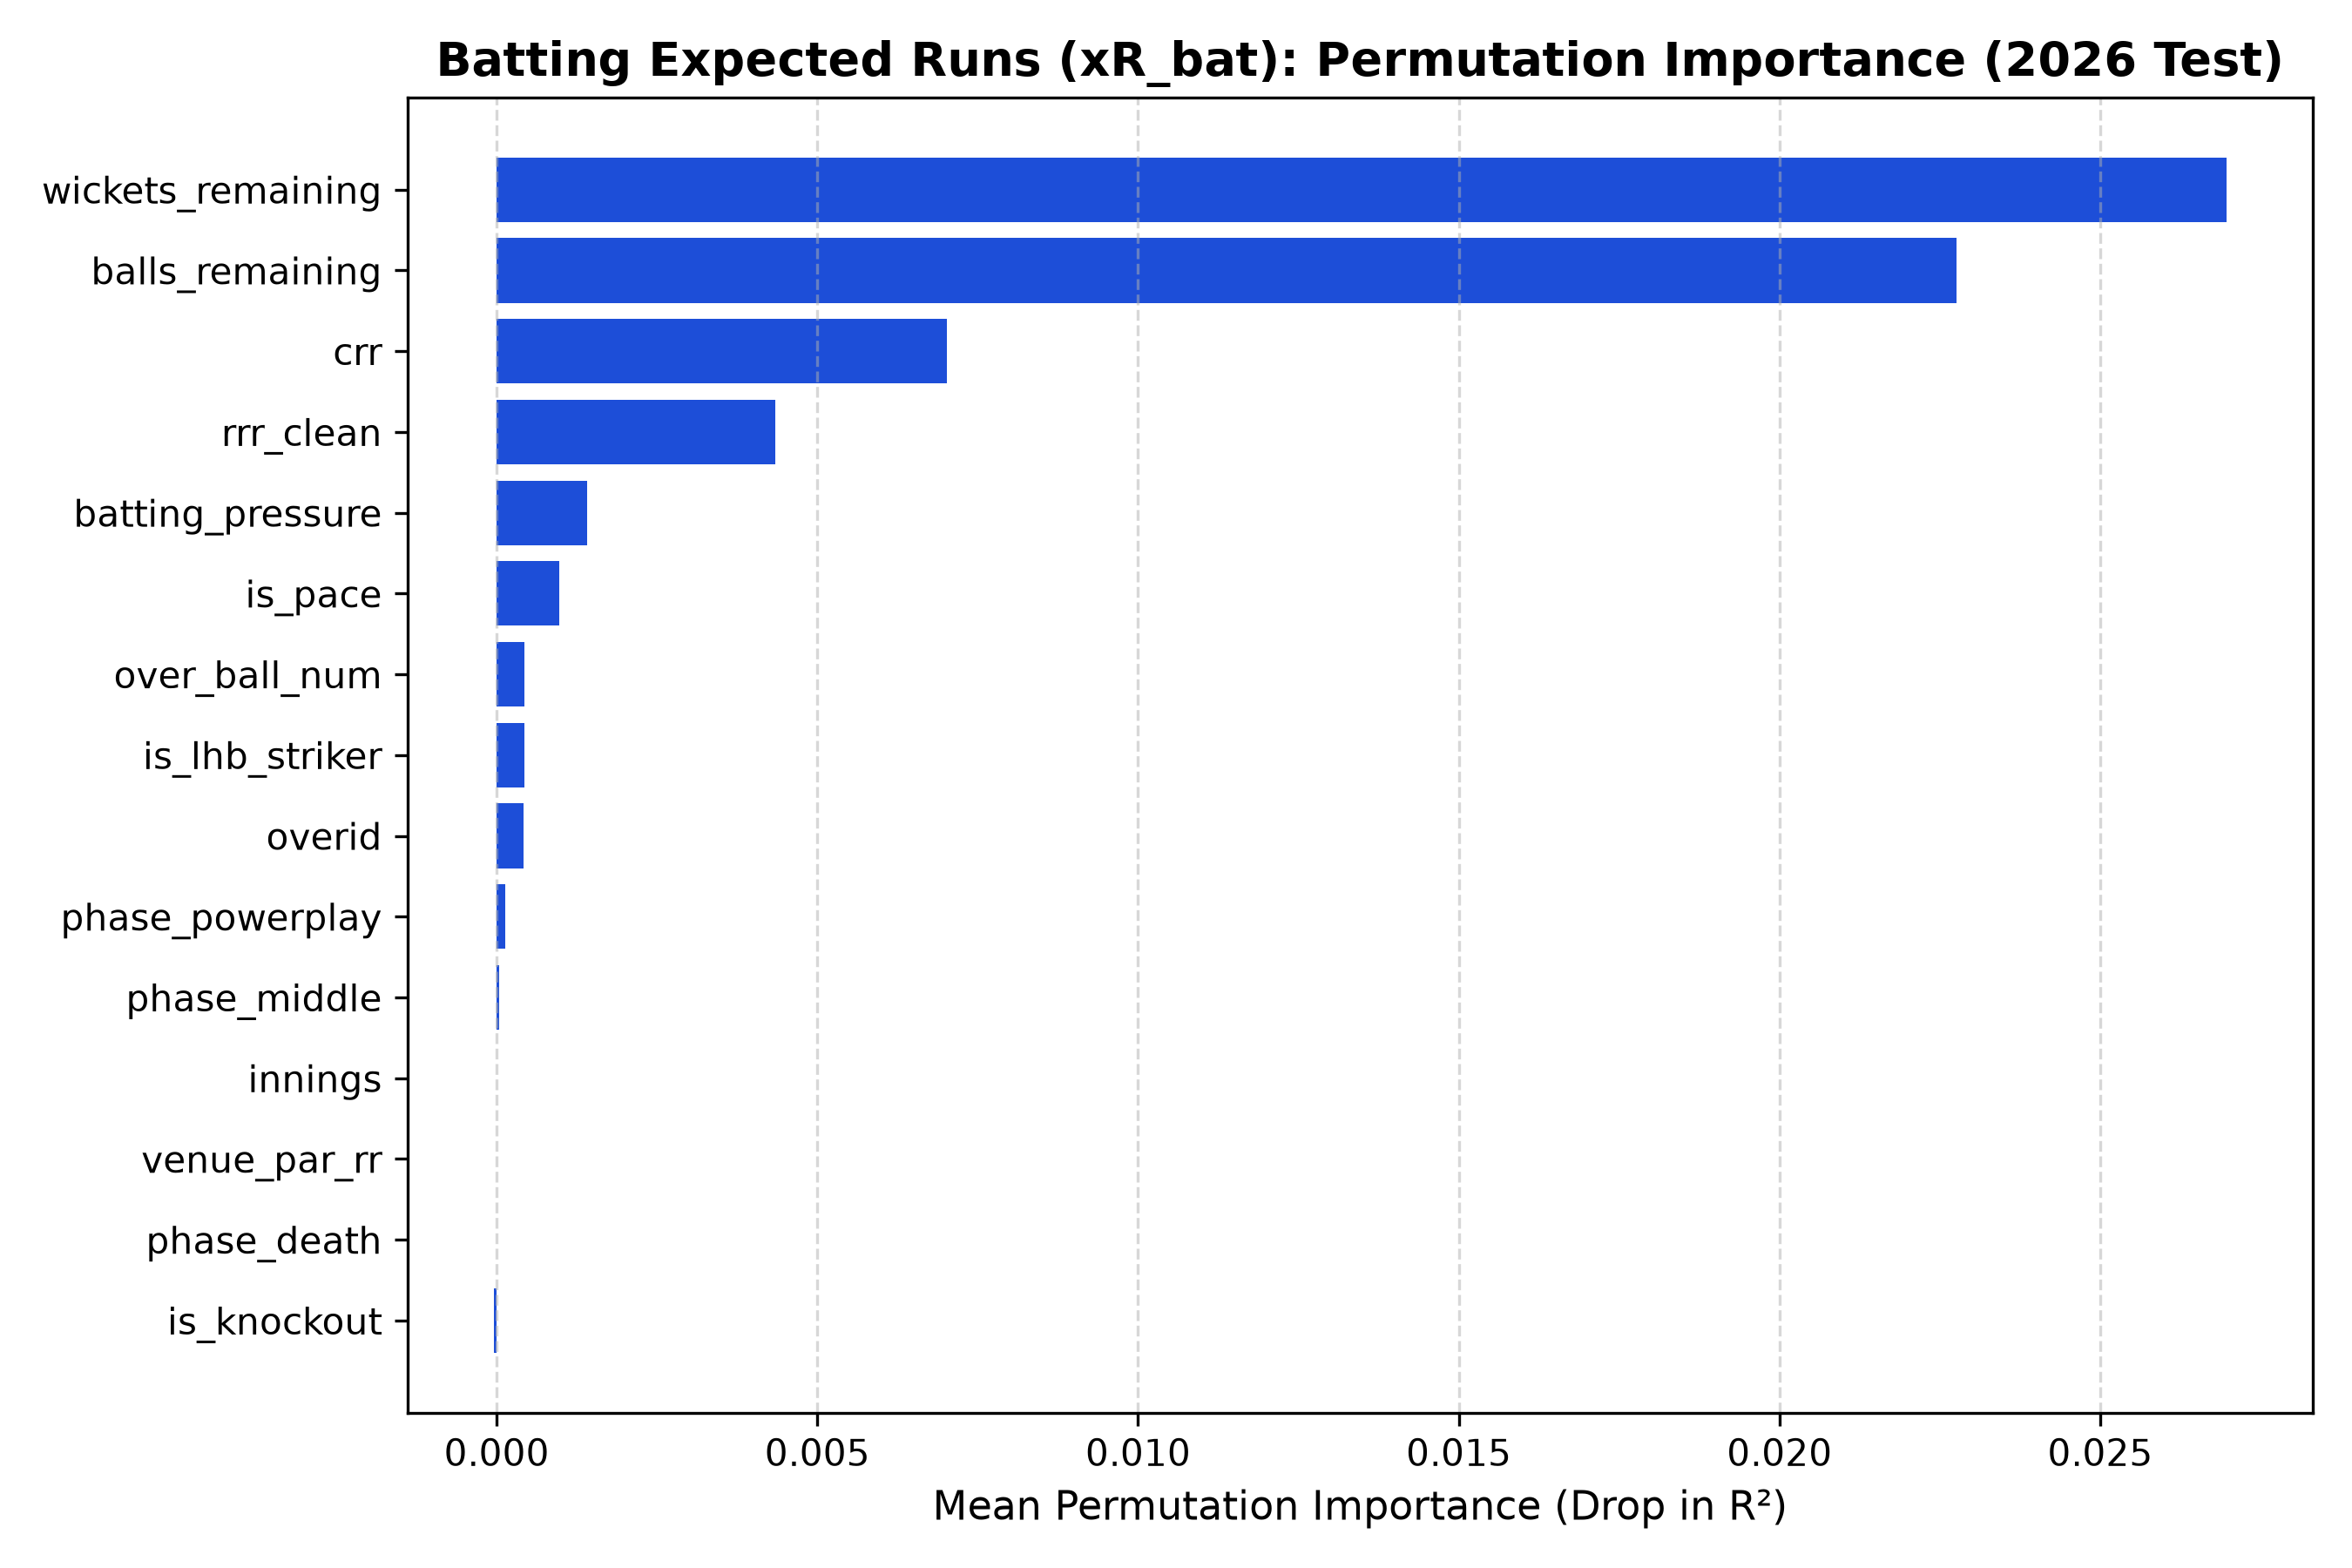 Batting Expected Runs (xR_bat): Permutation Importance (2026 Test)
wickets_remaining
balls_remaining
crr
rrr_clean
batting_pressure
is_pace
over_ball_num
is_lhb_striker
overid
phase_powerplay
phase_middle
innings
venue_par_rr
phase_death
is_knockout
0.000 0.005 0.010 0.015 0.020 0.025
Mean Permutation Importance (Drop in R²)